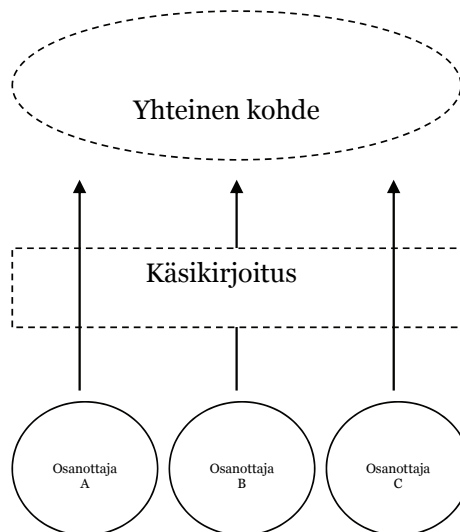 Yhteinen kohde
Käsikirjoitus
Osanottaja
A
Osanottaja
B
Osanottaja
C